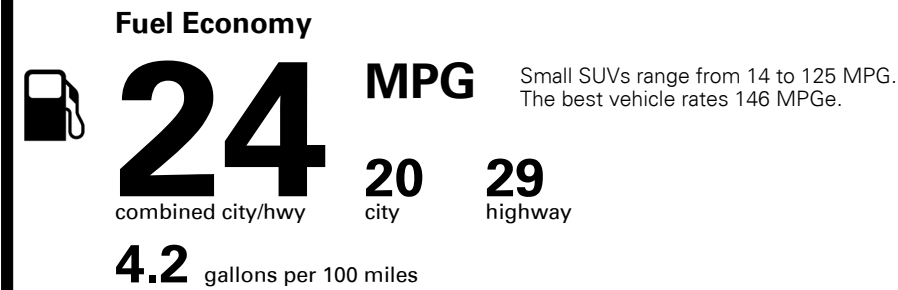 Fuel Economy
24 MPG
Small SUVs range from 14 to 125 MPG.
The best vehicle rates 146 MPGe.
combined city/hwy
20
city
29
highway
4.2 gallons per 100 miles